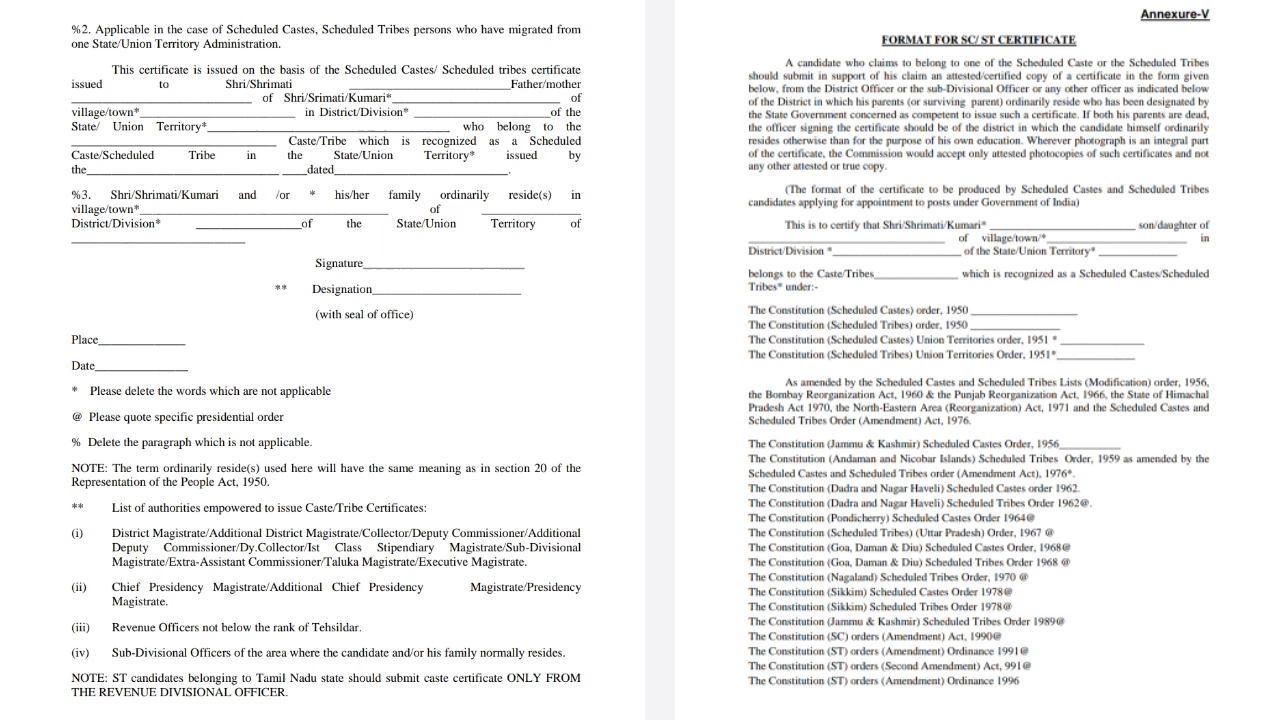 %2. Applicable in the case of Scheduled Castes, Scheduled Tribes persons who have migrated from
one State/Union Territory Administration.
This certificate is issued on the basis of the Scheduled Castes/ Scheduled tribes certificate
issued to Shri/Shrimati ____________________________________Father/mother
______________________________ of Shri/Srimati/Kumari*____________________________ of
village/town*__________________________ in District/Division* _______________________of the
State/ Union Territory*________________________________________ who belong to the
__________________________________ Caste/Tribe which is recognized as a Scheduled
Caste/Scheduled Tribe in the State/Union Territory* issued by
the________________________________ ____dated_____________________________.
%3. Shri/Shrimati/Kumari and /or * his/her family ordinarily reside(s) in
village/town*_________________________________________ of ________________
District/Division* _________________of the State/Union Territory of
_____________________________
Signature___________________________
** Designation_________________________
(with seal of office)
Place______________
Date_______________
* Please delete the words which are not applicable
@ Please quote specific presidential order
% Delete the paragraph which is not applicable.
NOTE: The term ordinarily reside(s) used here will have the same meaning as in section 20 of the
Representation of the People Act, 1950.
** List of authorities empowered to issue Caste/Tribe Certificates:
(i) District Magistrate/Additional District Magistrate/Collector/Deputy Commissioner/Additional
Deputy Commissioner/Dy.Collector/Ist Class Stipendiary Magistrate/Sub-Divisional
Magistrate/Extra-Assistant Commissioner/Taluka Magistrate/Executive Magistrate.
(ii) Chief Presidency Magistrate/Additional Chief Presidency Magistrate/Presidency
Magistrate.
(iii) Revenue Officers not below the rank of Tehsildar.
(iv) Sub-Divisional Officers of the area where the candidate and/or his family normally resides.
NOTE: ST candidates belonging to Tamil Nadu state should submit caste certificate ONLY FROM
THE REVENUE DIVISIONAL OFFICER.
Annexure-V
FORMAT FOR SC/ ST CERTIFICATE
A candidate who claims to belong to one of the Scheduled Caste or the Scheduled Tribes
should submit in support of his claim an attested/certified copy of a certificate in the form given
below, from the District Officer or the sub-Divisional Officer or any other officer as indicated below
of the District in which his parents (or surviving parent) ordinarily reside who has been designated by
the State Government concerned as competent to issue such a certificate. If both his parents are dead,
the officer signing the certificate should be of the district in which the candidate himself ordinarily
resides otherwise than for the purpose of his own education. Wherever photograph is an integral part
of the certificate, the Commission would accept only attested photocopies of such certificates and not
any other attested or true copy.
(The format of the certificate to be produced by Scheduled Castes and Scheduled Tribes
candidates applying for appointment to posts under Government of India)
This is to certify that Shri/Shrimati/Kumari* _________________________ son/daughter of
_________________________________ of village/town/*_______________________ in
District/Division *_____________________ of the State/Union Territory* _____________
belongs to the Caste/Tribes______________ which is recognized as a Scheduled Castes/Scheduled
Tribes* under:-
The Constitution (Scheduled Castes) order, 1950 __________________
The Constitution (Scheduled Tribes) order, 1950 _______________
The Constitution (Scheduled Castes) Union Territories order, 1951 * ______________
The Constitution (Scheduled Tribes) Union Territories Order, 1951*_____________
As amended by the Scheduled Castes and Scheduled Tribes Lists (Modification) order, 1956,
the Bombay Reorganization Act, 1960 & the Punjab Reorganization Act, 1966, the State of Himachal
Pradesh Act 1970, the North-Eastern Area (Reorganization) Act, 1971 and the Scheduled Castes and
Scheduled Tribes Order (Amendment) Act, 1976.
The Constitution (Jammu & Kashmir) Scheduled Castes Order, 1956__________
The Constitution (Andaman and Nicobar Islands) Scheduled Tribes Order, 1959 as amended by the
Scheduled Castes and Scheduled Tribes order (Amendment Act), 1976*.
The Constitution (Dadra and Nagar Haveli) Scheduled Castes order 1962.
The Constitution (Dadra and Nagar Haveli) Scheduled Tribes Order 1962@.
The Constitution (Pondicherry) Scheduled Castes Order 1964@
The Constitution (Scheduled Tribes) (Uttar Pradesh) Order, 1967 @
The Constitution (Goa, Daman & Diu) Scheduled Castes Order, 1968@
The Constitution (Goa, Daman & Diu) Scheduled Tribes Order 1968 @
The Constitution (Nagaland) Scheduled Tribes Order, 1970 @
The Constitution (Sikkim) Scheduled Castes Order 1978@
The Constitution (Sikkim) Scheduled Tribes Order 1978@
The Constitution (Jammu & Kashmir) Scheduled Tribes Order 1989@
The Constitution (SC) orders (Amendment) Act, 1990@
The Constitution (ST) orders (Amendment) Ordinance 1991@
The Constitution (ST) orders (Second Amendment) Act, 991@
The Constitution (ST) orders (Amendment) Ordinance 1996